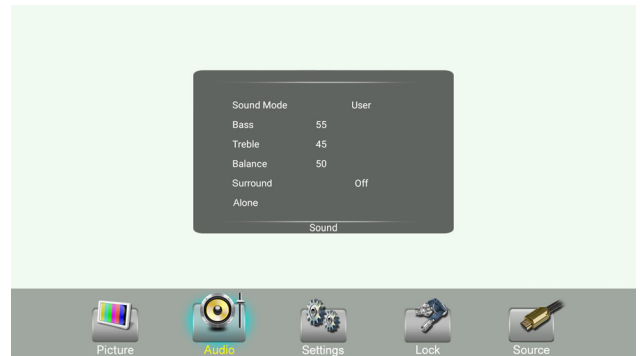 Sound Mode User
Bass 55
Treble 45
Balance 50
Surround Off
Alone
Sound
Picture Audio Settings Lock Source